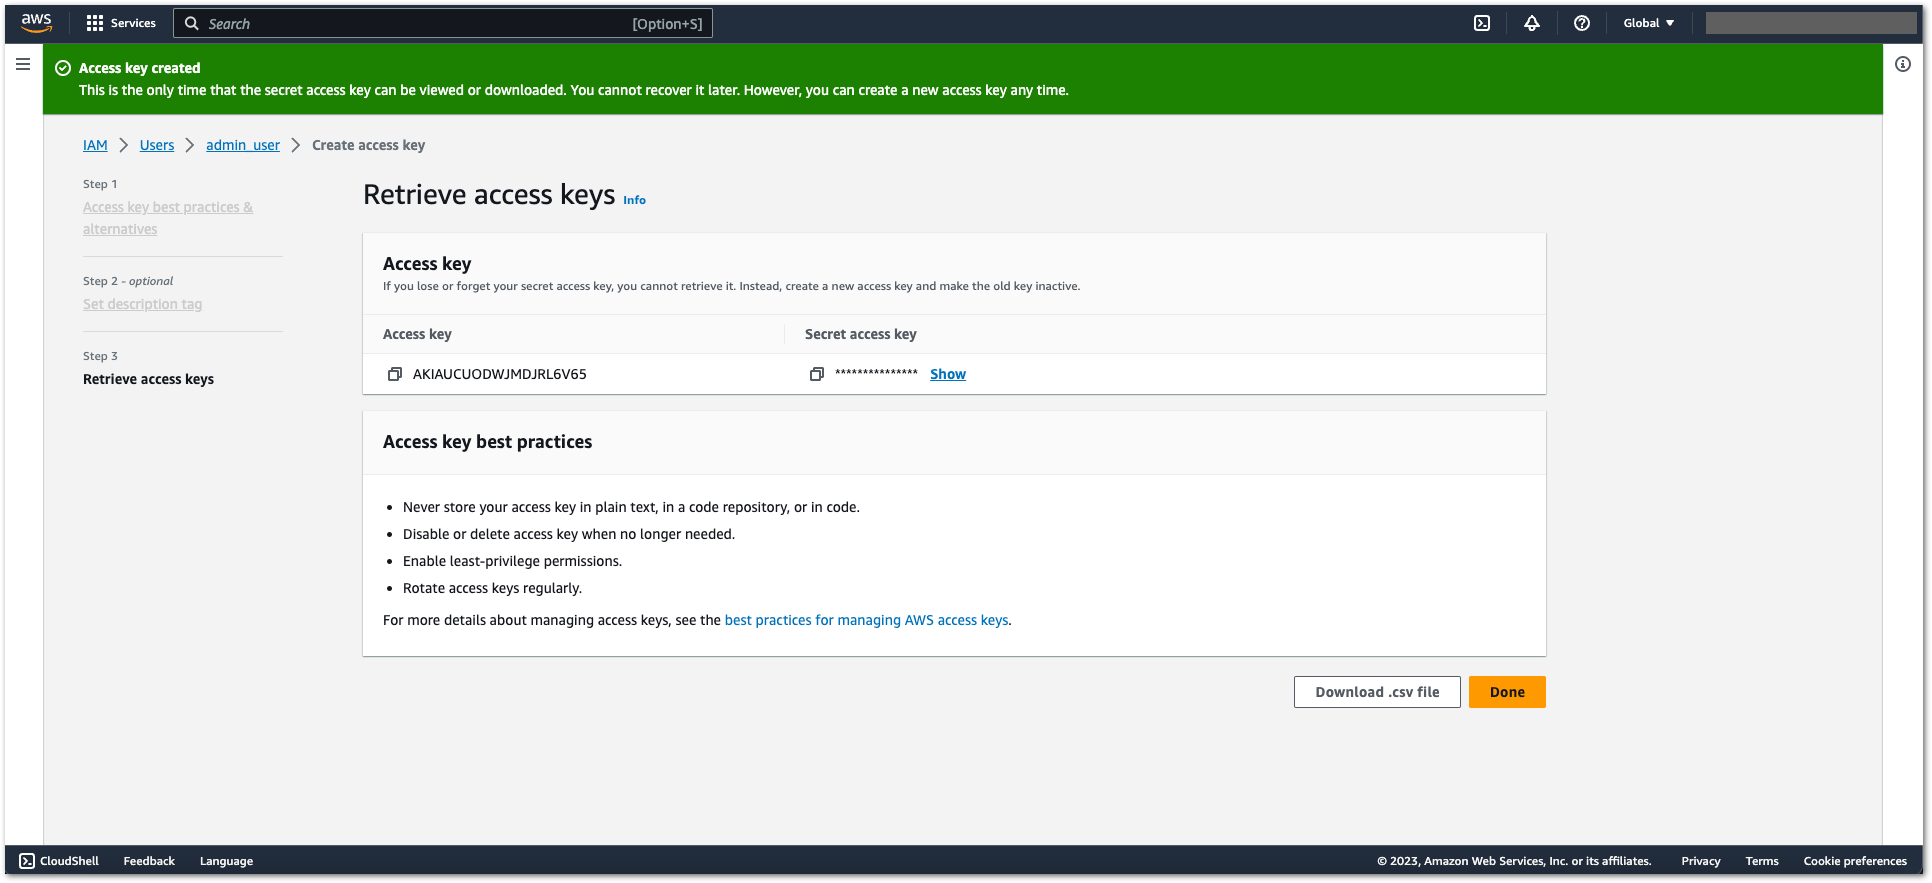 aws
Services
Search
[Option+S]
Global
Access key created
This is the only time that the secret access key can be viewed or downloaded. You cannot recover it later. However, you can create a new access key any time.
IAM
Users
admin_user
Create access key
Step 1
Access key best practices &
alternatives
Step 2 - optional
Set description tag
Step 3
Retrieve access keys
Retrieve access keys Info
Access key
If you lose or forget your secret access key, you cannot retrieve it. Instead, create a new access key and make the old key inactive.
Access key
Secret access key
AKIAUCUODWJMDJRL6V65
*************** Show
Access key best practices
• Never store your access key in plain text, in a code repository, or in code.
• Disable or delete access key when no longer needed.
• Enable least-privilege permissions.
• Rotate access keys regularly.
For more details about managing access keys, see the best practices for managing AWS access keys.
Download .csv file
Done
CloudShell
Feedback
Language
© 2023, Amazon Web Services, Inc. or its affiliates.
Privacy
Terms
Cookie preferences